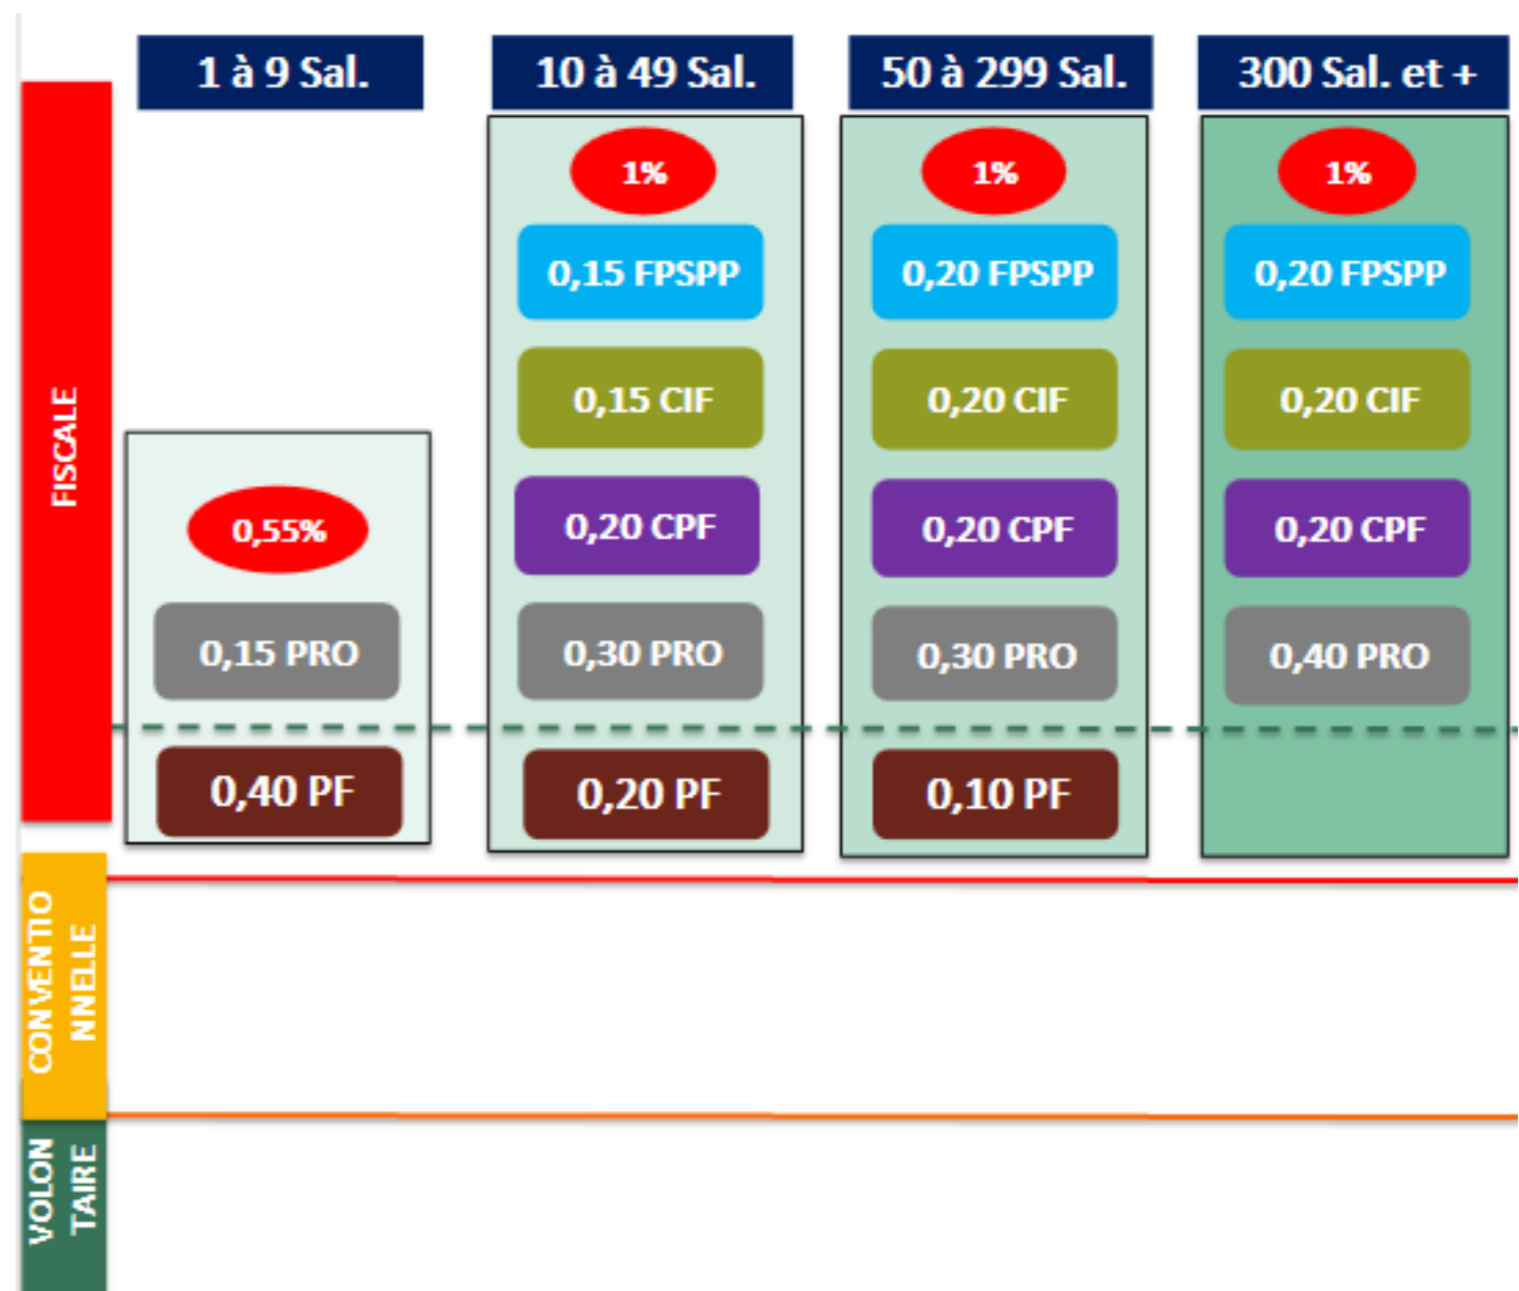 1 à 9 Sal.
10 à 49 Sal.
50 à 299 Sal.
300 Sal. et +
FISCALE
0,55%
0,15 PRO
0,40 PF
1%
0,15 FPSPP
0,15 CIF
0,20 CPF
0,30 PRO
0,20 PF
1%
0,20 FPSPP
0,20 CIF
0,20 CPF
0,30 PRO
0,10 PF
1%
0,20 FPSPP
0,20 CIF
0,20 CPF
0,40 PRO
CONVENTIO
NNELLE
VOLON
TAIRE